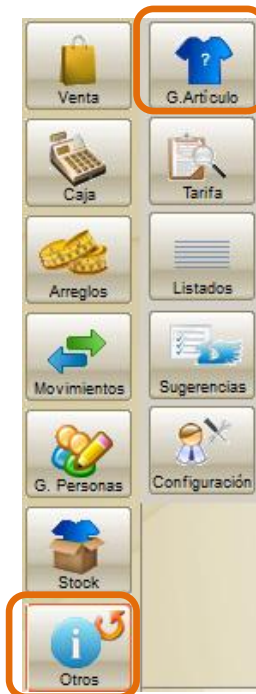 Venta
G.Artículo
?
Caja
Tarifa
Arreglos
Listados
Movimientos
Sugerencias
G. Personas
Configuración
Stock
i
Otros